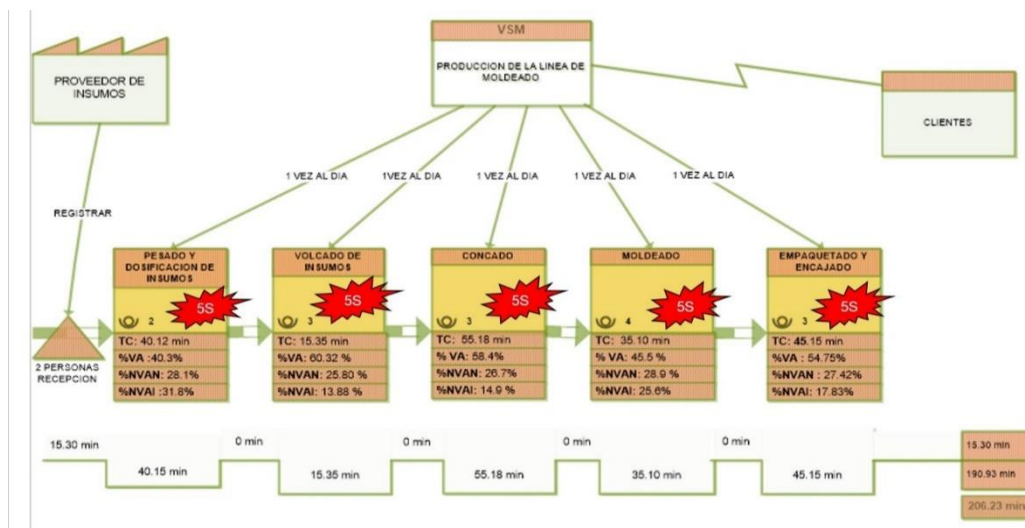 VSM
PRODUCCION DE LA LINEA DE
MOLDEADO
PROVEEDOR DE
INSUMOS
CLIENTES
REGISTRAR
1 VEZ AL DIA
1VEZ AL DIA
1 VEZ AL DIA
1 VEZ AL DIA
1 VEZ AL DIA
2 PERSONAS
RECEPCION
PESADO Y
DOSIFICACION DE
INSUMOS
5S
2
TC: 40.12 min
%VA :40.3%
%NVAN: 28.1%
%NVAI :31.8%
VOLCADO DE
INSUMOS
5S
3
TC: 15.35 min
%VA: 60.32 %
%NVAN: 25.80 %
%NVAI: 13.88 %
CONCADO
5S
3
TC: 55.18 min
% VA: 58.4%
%NVAN: 26.7%
%NVAI: 14.9 %
MOLDEADO
5S
4
TC: 35.10 min
% VA: 45.5 %
%NVAN: 28.9 %
%NVAI: 25.6%
EMPAQUETADO Y
ENCAJADO
5S
3
TC: 45.15 min
%VA : 54.75%
%NVAN: 27.42%
%NVAI: 17.83%
15.30 min
0 min
0 min
0 min
0 min
40.15 min
15.35 min
55.18 min
35.10 min
45.15 min
15.30 min
190.93 min
206.23 min